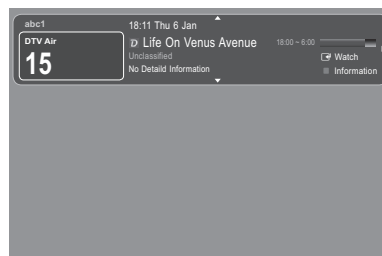 abc1
18:11 Thu 6 Jan
DTV Air
15
D Life On Venus Avenue
18:00 ~ 6:00
Unclassified
No Detaild Information
Watch
Information